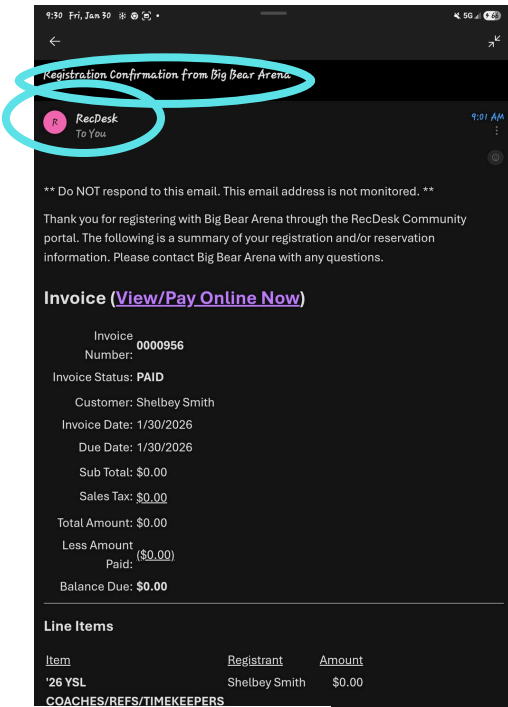 9:30 Fri, Jan 30
5G 66
Registration Confirmation from Big Bear Arena
R RecDesk 9:01 AM
To You
** Do NOT respond to this email. This email address is not monitored. **
Thank you for registering with Big Bear Arena through the RecDesk Community
portal. The following is a summary of your registration and/or reservation
information. Please contact Big Bear Arena with any questions.
Invoice (View/Pay Online Now)
Invoice
Number: 0000956
Invoice Status: PAID
Customer: Shelbey Smith
Invoice Date: 1/30/2026
Due Date: 1/30/2026
Sub Total: $0.00
Sales Tax: $0.00
Total Amount: $0.00
Less Amount
Paid: ($0.00)
Balance Due: $0.00
Line Items
Item Registrant Amount
'26 YSL Shelbey Smith $0.00
COACHES/REFS/TIMEKEEPERS